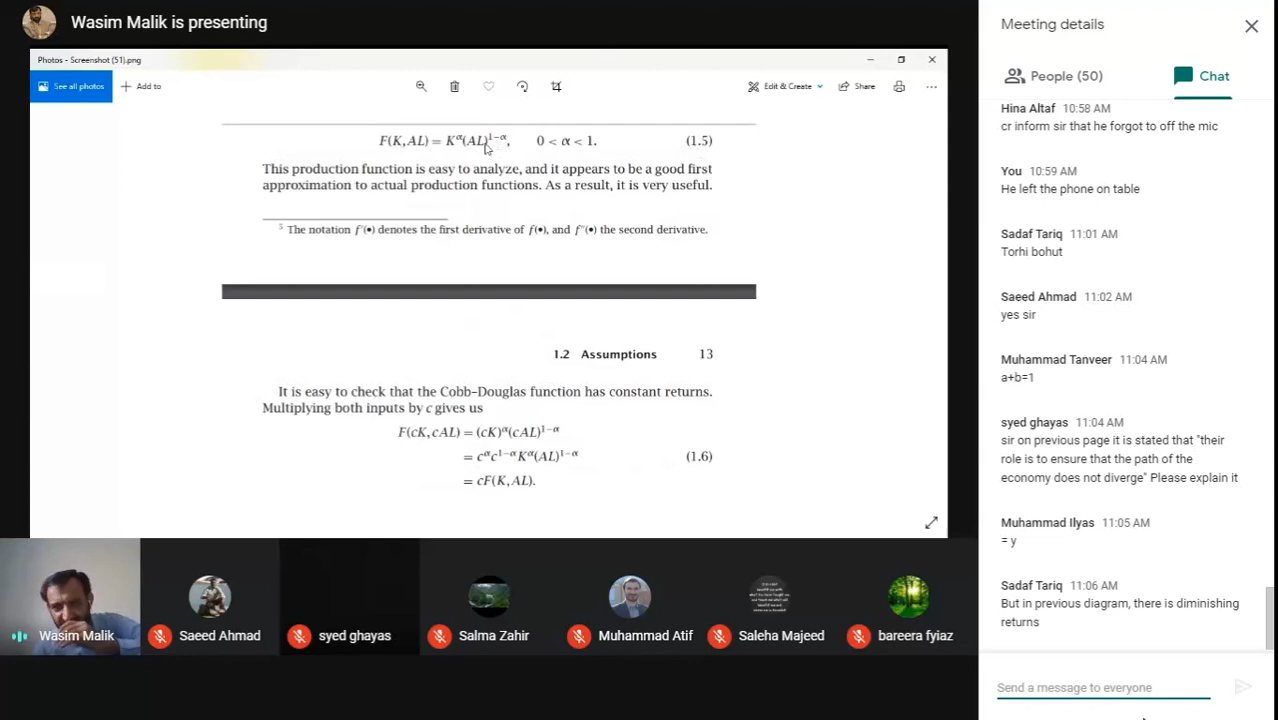 Wasim Malik is presenting
Photos - Screenshot (51).png
See all photos
Add to
Edit & Create
Share
F(K, AL) = K^α(AL)^1−α, 0 < α < 1. (1.5)
This production function is easy to analyze, and it appears to be a good first
approximation to actual production functions. As a result, it is very useful.
5 The notation f′(•) denotes the first derivative of f(•), and f″(•) the second derivative.
1.2 Assumptions 13
It is easy to check that the Cobb-Douglas function has constant returns.
Multiplying both inputs by c gives us
F(cK, cAL) = (cK)^α(cAL)^1−α
= c^αc^1−αK^α(AL)^1−α (1.6)
= cF(K, AL).
Wasim Malik
Saeed Ahmad
syed ghayas
Salma Zahir
Muhammad Atif
Saleha Majeed
bareera fyiaz
Meeting details
People (50)
Chat
Hina Altaf 10:58 AM
cr inform sir that he forgot to off the mic
You 10:59 AM
He left the phone on table
Sadaf Tariq 11:01 AM
Torhi bohut
Saeed Ahmad 11:02 AM
yes sir
Muhammad Tanveer 11:04 AM
a+b=1
syed ghayas 11:04 AM
sir on previous page it is stated that "their
role is to ensure that the path of the
economy does not diverge" Please explain it
Muhammad Ilyas 11:05 AM
= y
Sadaf Tariq 11:06 AM
But in previous diagram, there is diminishing
returns
Send a message to everyone